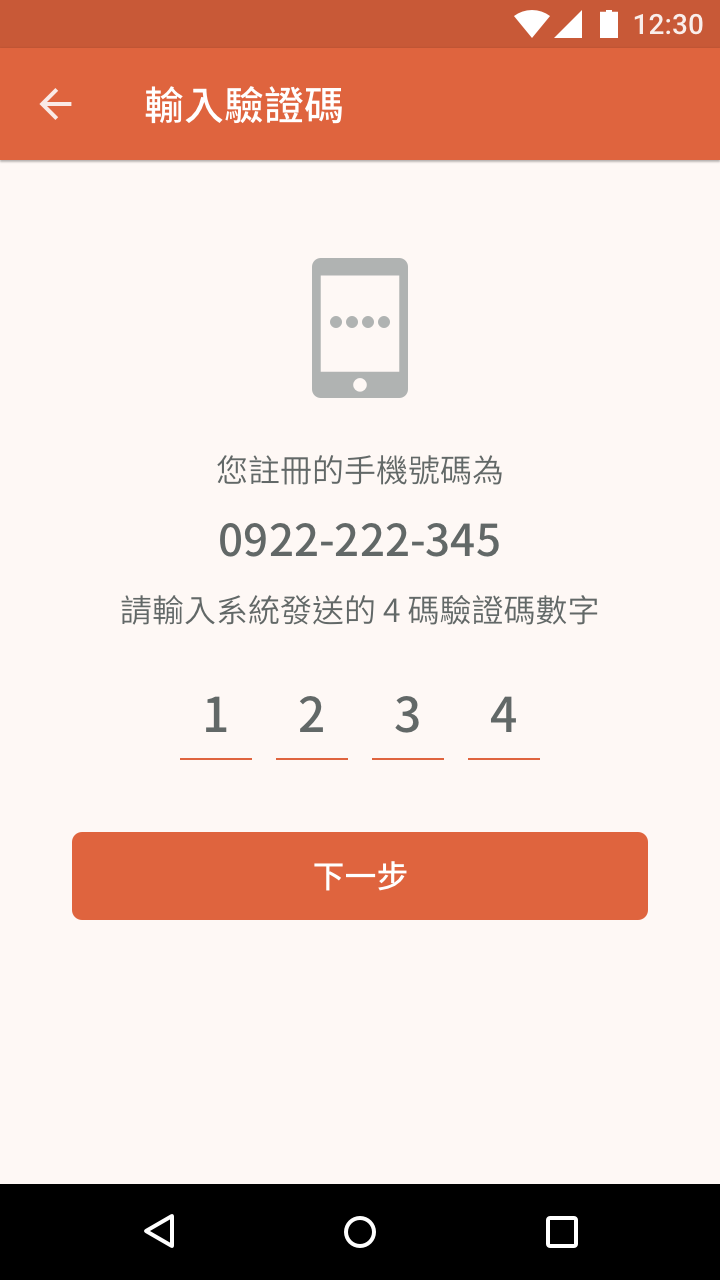 12:30
輸入驗證碼
您註冊的手機號碼為
0922-222-345
請輸入系統發送的 4 碼驗證碼數字
1 2 3 4
下一步